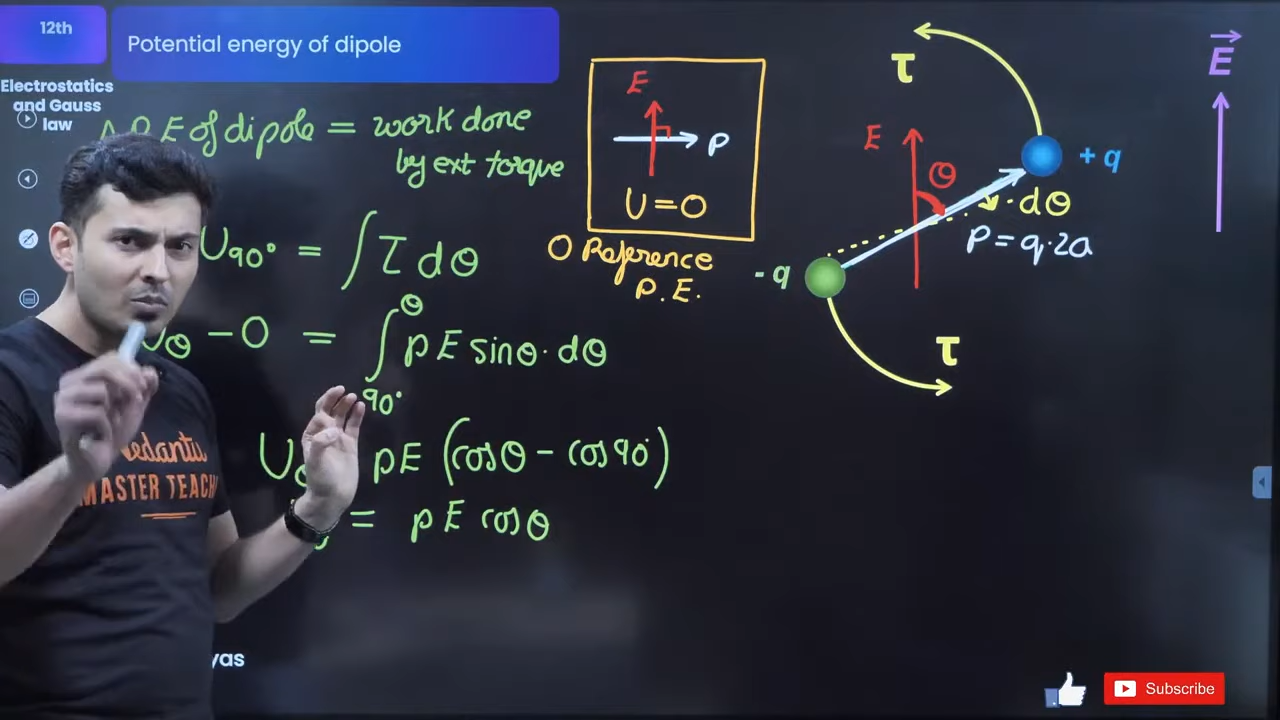 12th
Potential energy of dipole
Electrostatics
and Gauss
law
P.E of dipole = work done
by ext torque
U90° = ∫ τ dθ
θ - 0 = ∫ θ 90° pE sinθ · dθ
U pE (cosθ - cos90°)
= pE cosθ
E
P
U = 0
0 Reference
P.E.
τ
E
θ
+ q
· dθ
P = q·2a
- q
τ
E
Vedantu
MASTER TEACH
yas
Subscribe